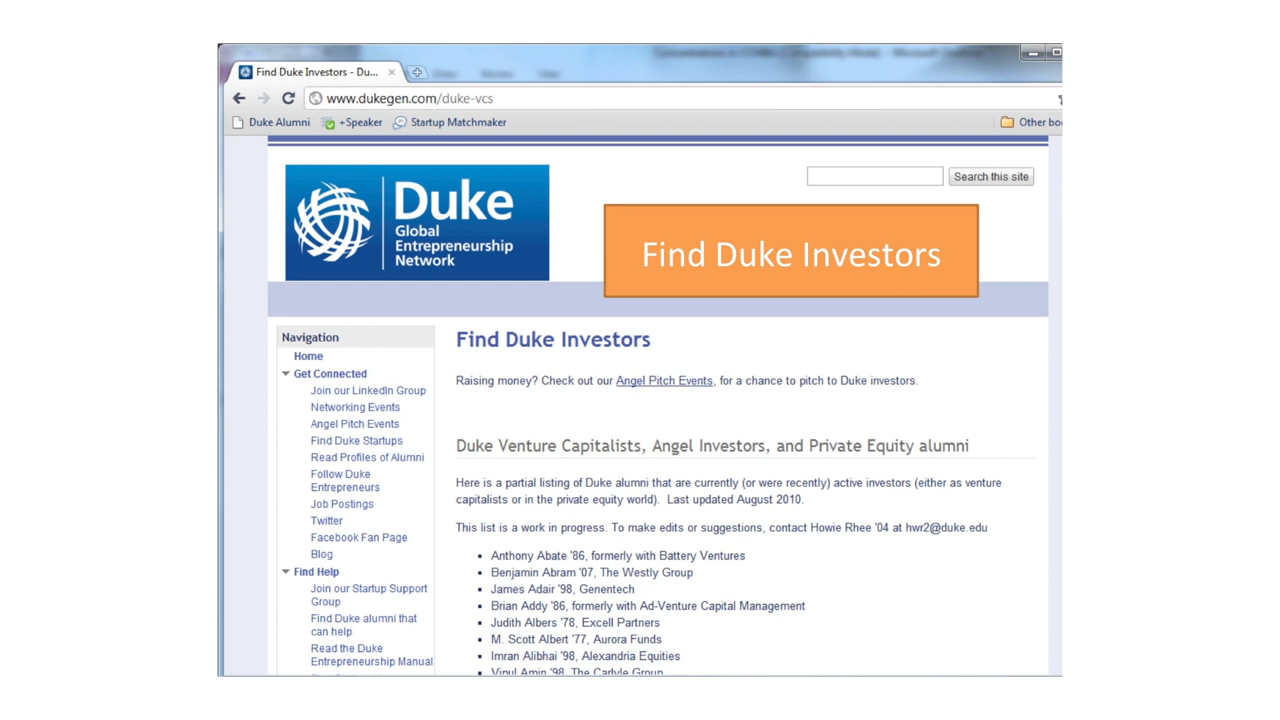 Find Duke Investors - Du...
www.dukegen.com/duke-vcs
Duke Alumni +Speaker Startup Matchmaker Other boo
Duke
Global
Entrepreneurship
Network
Search this site
Find Duke Investors
Navigation
Home
Get Connected
Join our LinkedIn Group
Networking Events
Angel Pitch Events
Find Duke Startups
Read Profiles of Alumni
Follow Duke
Entrepreneurs
Job Postings
Twitter
Facebook Fan Page
Blog
Find Help
Join our Startup Support
Group
Find Duke alumni that
can help
Read the Duke
Entrepreneurship Manual
Find Duke Investors
Raising money? Check out our Angel Pitch Events, for a chance to pitch to Duke investors.
Duke Venture Capitalists, Angel Investors, and Private Equity alumni
Here is a partial listing of Duke alumni that are currently (or were recently) active investors (either as venture
capitalists or in the private equity world). Last updated August 2010.
This list is a work in progress. To make edits or suggestions, contact Howie Rhee '04 at hwr2@duke.edu
Anthony Abate '86, formerly with Battery Ventures
Benjamin Abram '07, The Westly Group
James Adair '98, Genentech
Brian Addy '86, formerly with Ad-Venture Capital Management
Judith Albers '78, Excell Partners
M. Scott Albert '77, Aurora Funds
Imran Alibhai '98, Alexandria Equities
Vipul Amin '98, The Carlyle Group